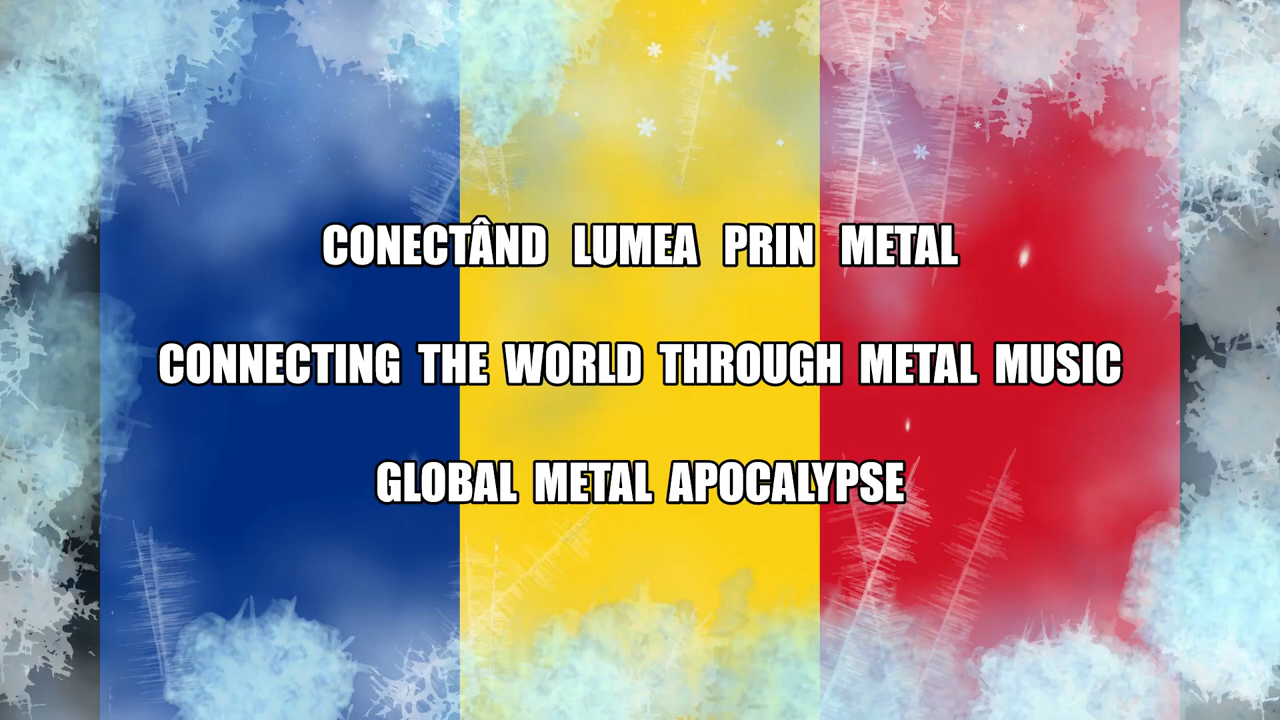 CONECTÂND LUMEA PRIN METAL
CONNECTING THE WORLD THROUGH METAL MUSIC
GLOBAL METAL APOCALYPSE